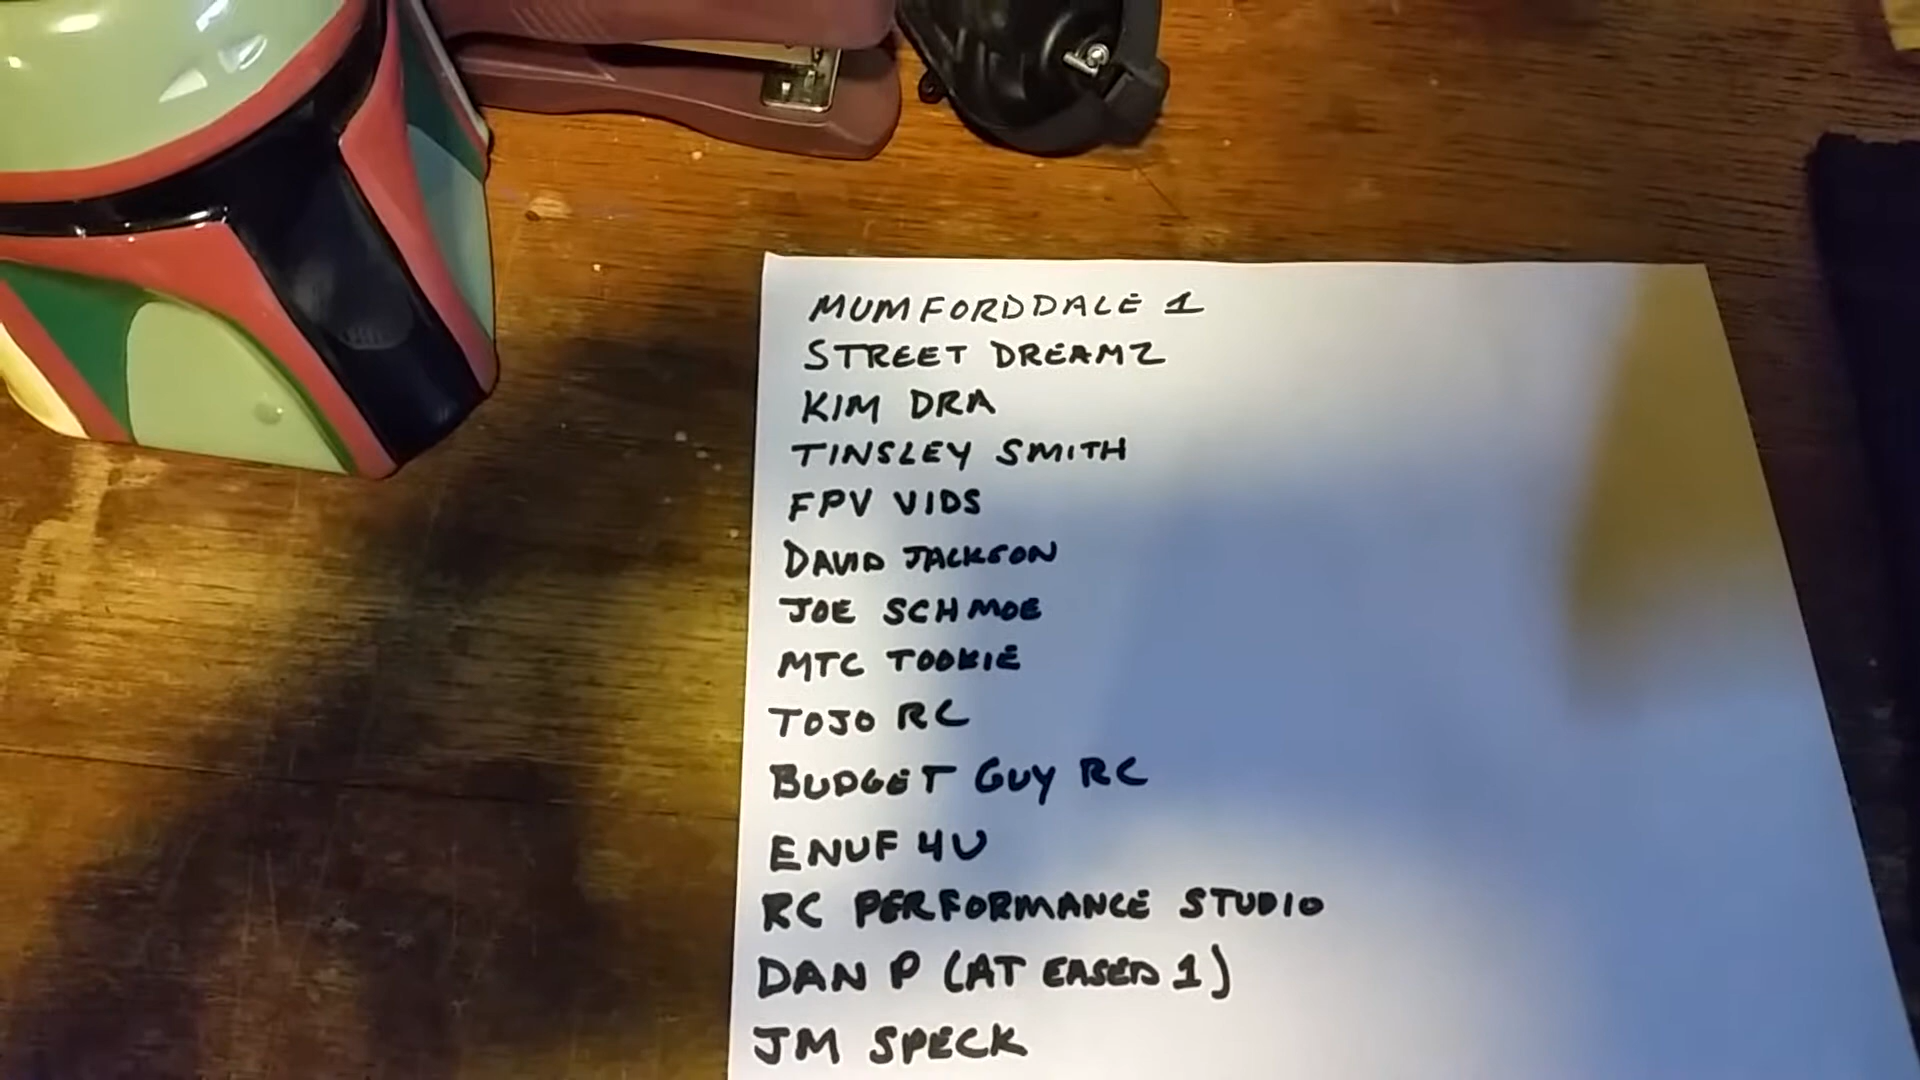 MUMFORDDALE 1
STREET DREAMZ
KIM DRA
TINSLEY SMITH
FPV VIDS
DAVID JACKSON
JOE SCHMOE
MTC TOOKIE
TOJO RC
BUDGET GUY RC
ENUF 4U
RC PERFORMANCE STUDIO
DAN P (AT EASED 1)
JM SPECK